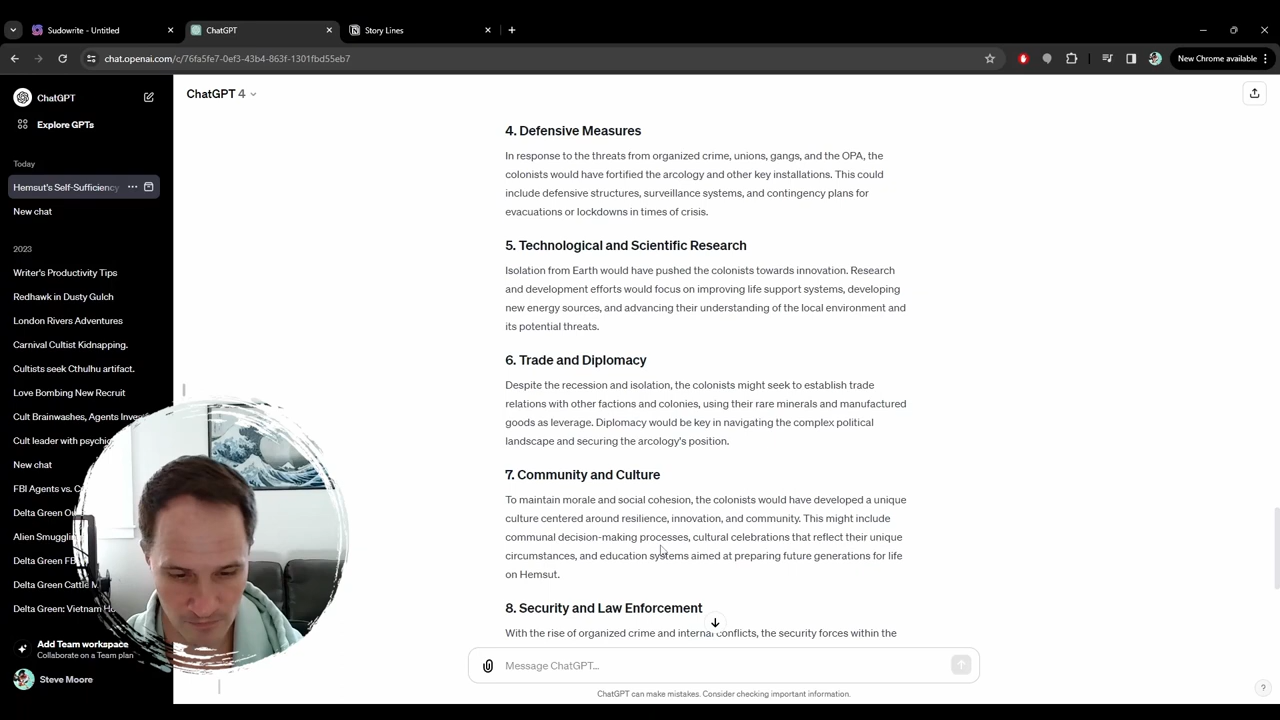 Sudowrite - Untitled
ChatGPT
Story Lines
chat.openai.com/c/76fa5fe7-0ef3-43b4-863f-1301fbd55eb7
New Chrome available
ChatGPT
Explore GPTs
Today
Hemsut's Self-Sufficiency
New chat
2023
Writer's Productivity Tips
Redhawk in Dusty Gulch
London Rivers Adventures
Carnival Cultist Kidnapping.
Cultists seek Cthulhu artifact.
Love Bombing New Recruit
Cult Brainwashes, Agents
Cult leader with psychic
New chat
FBI Agents vs.
Delta Green
Alien Smuggling
Delta Green
Delta Green Cattle
Delta Green: Vietnam
Add Team workspace
Collaborate on a Team plan
Steve Moore
ChatGPT 4
4. Defensive Measures
In response to the threats from organized crime, unions, gangs, and the OPA, the
colonists would have fortified the arcology and other key installations. This could
include defensive structures, surveillance systems, and contingency plans for
evacuations or lockdowns in times of crisis.
5. Technological and Scientific Research
Isolation from Earth would have pushed the colonists towards innovation. Research
and development efforts would focus on improving life support systems, developing
new energy sources, and advancing their understanding of the local environment and
its potential threats.
6. Trade and Diplomacy
Despite the recession and isolation, the colonists might seek to establish trade
relations with other factions and colonies, using their rare minerals and manufactured
goods as leverage. Diplomacy would be key in navigating the complex political
landscape and securing the arcology's position.
7. Community and Culture
To maintain morale and social cohesion, the colonists would have developed a unique
culture centered around resilience, innovation, and community. This might include
communal decision-making processes, cultural celebrations that reflect their unique
circumstances, and education systems aimed at preparing future generations for life
on Hemsut.
8. Security and Law Enforcement
With the rise of organized crime and internal conflicts, the security forces within the
Message ChatGPT...
ChatGPT can make mistakes. Consider checking important information.
?